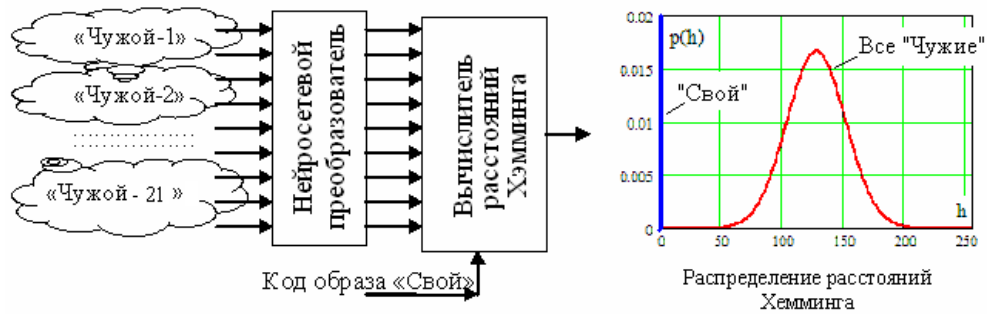 «Чужой-1»
«Чужой-2»
«Чужой - 21 »
Нейросетевой
преобразователь
Вычислитель
расстояний
Хэмминга
Код образа «Свой»
0.02
p(h)
Все "Чужие"
0.015
"Свой"
0.01
0.005
h
0
0 50 100 150 200 250
Распределение расстояний
Хемминга